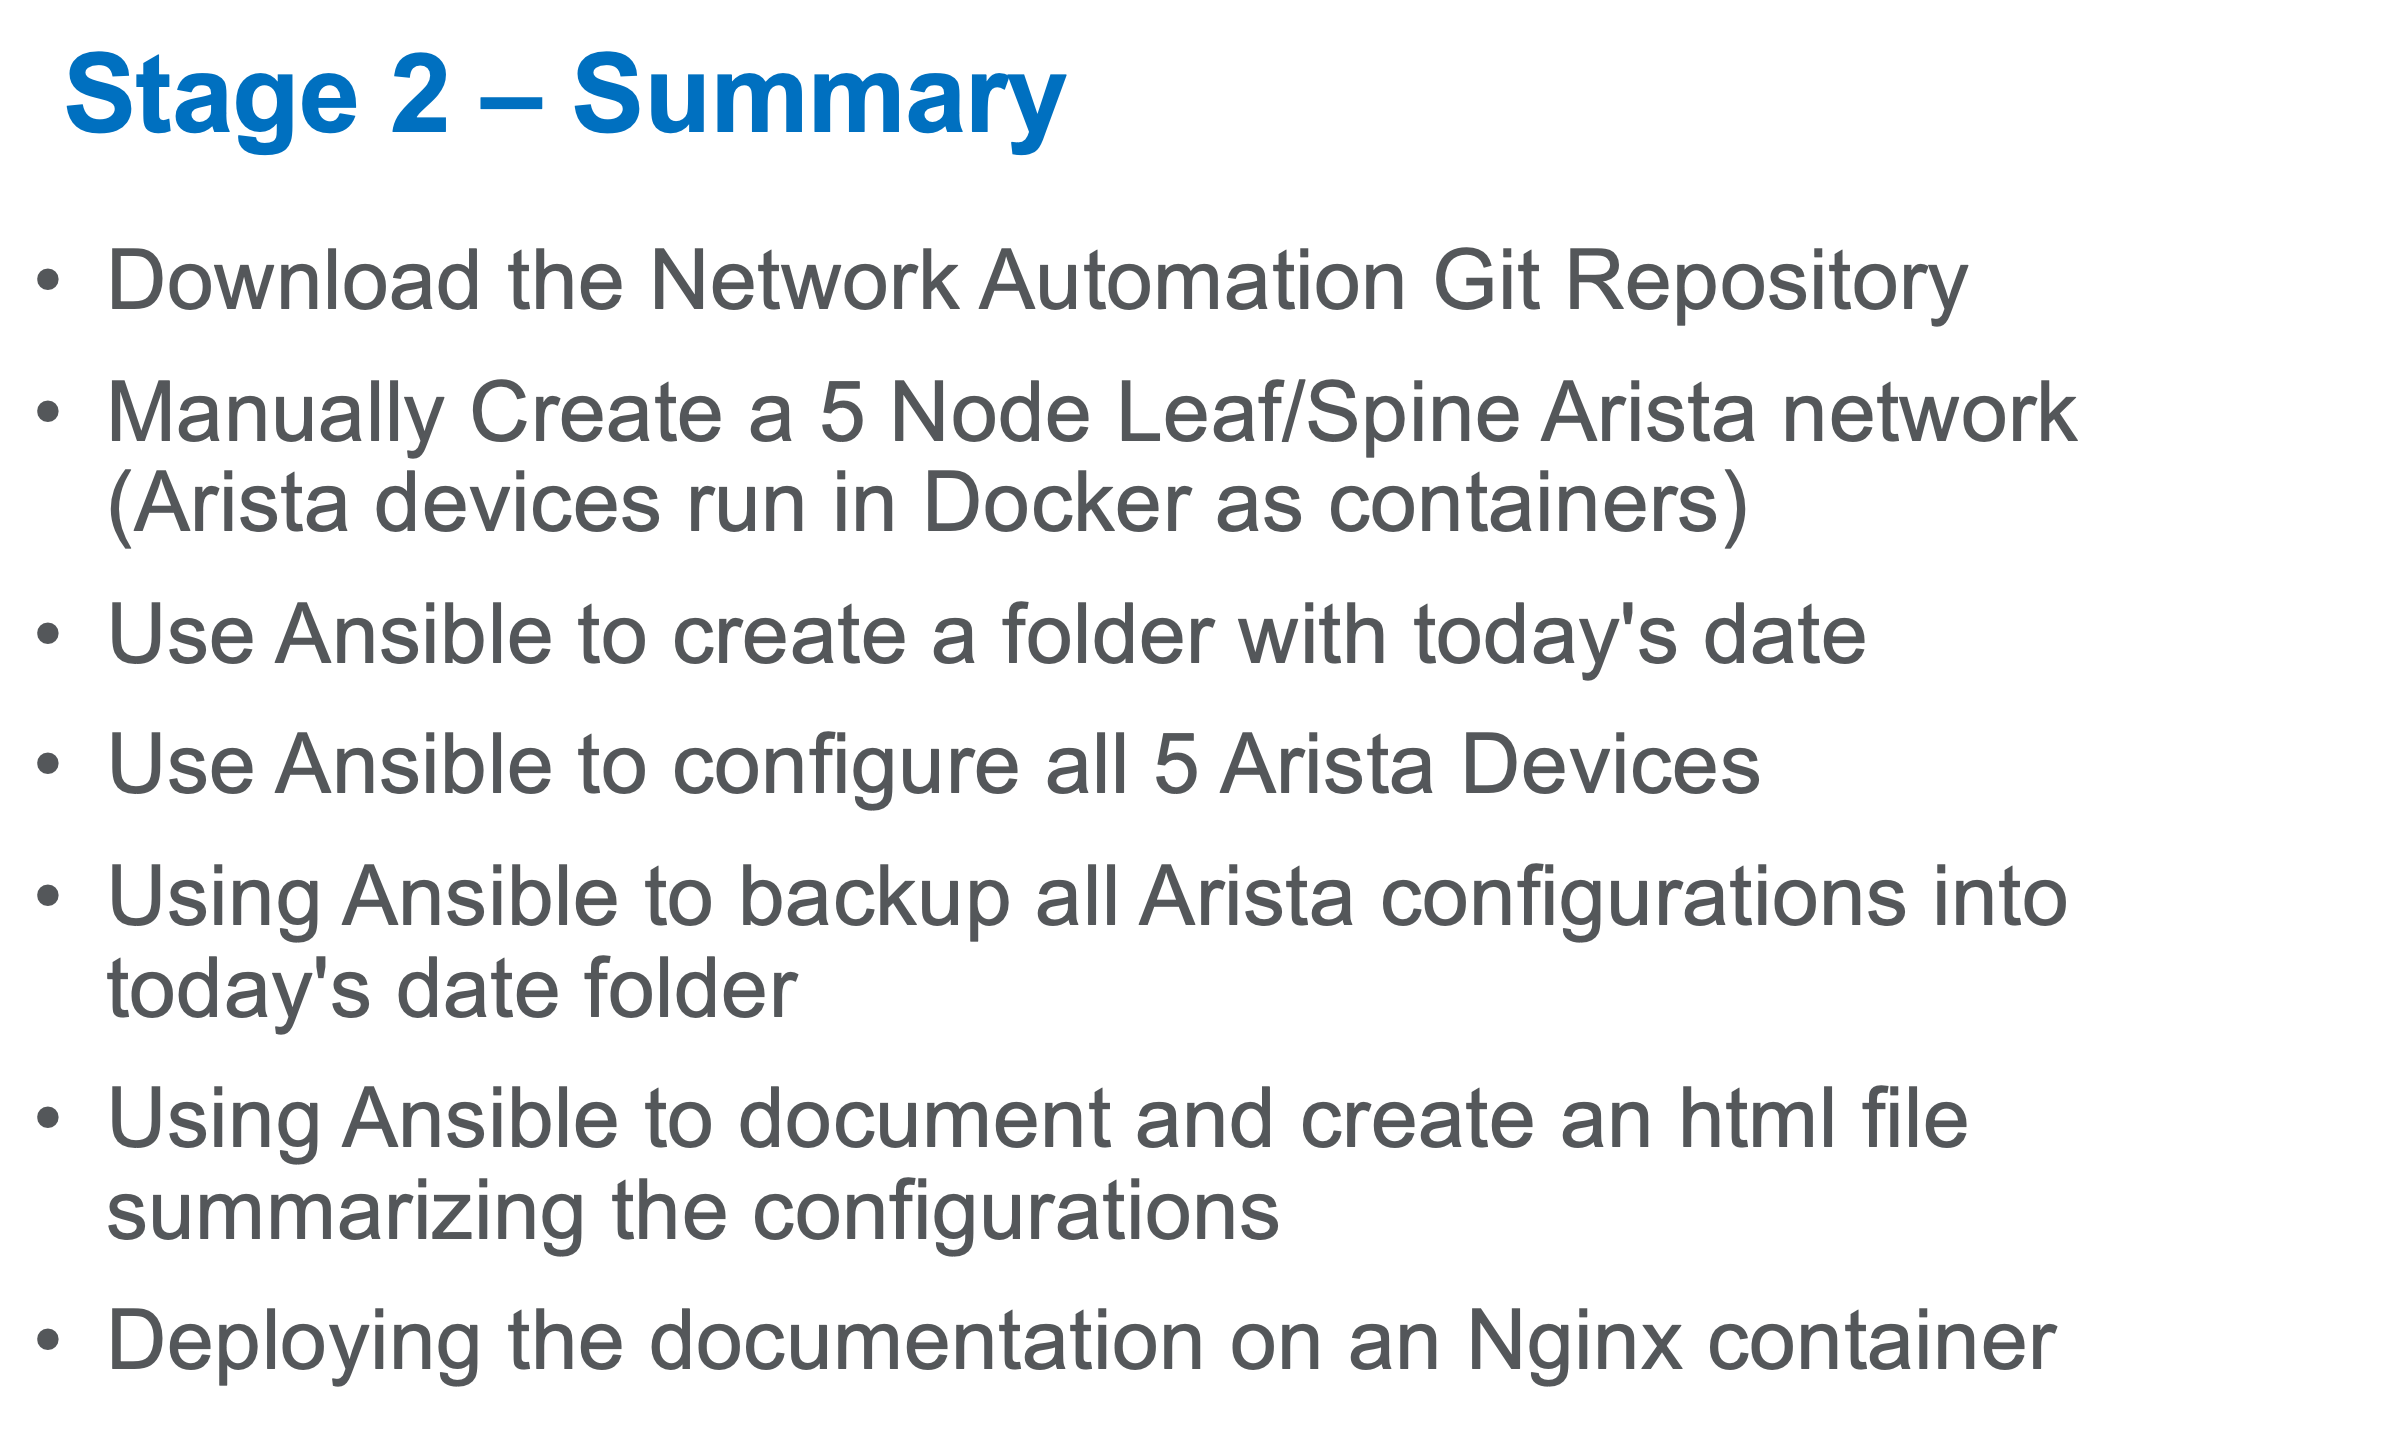 Stage 2 – Summary
• Download the Network Automation Git Repository
• Manually Create a 5 Node Leaf/Spine Arista network
(Arista devices run in Docker as containers)
• Use Ansible to create a folder with today's date
• Use Ansible to configure all 5 Arista Devices
• Using Ansible to backup all Arista configurations into
today's date folder
• Using Ansible to document and create an html file
summarizing the configurations
• Deploying the documentation on an Nginx container